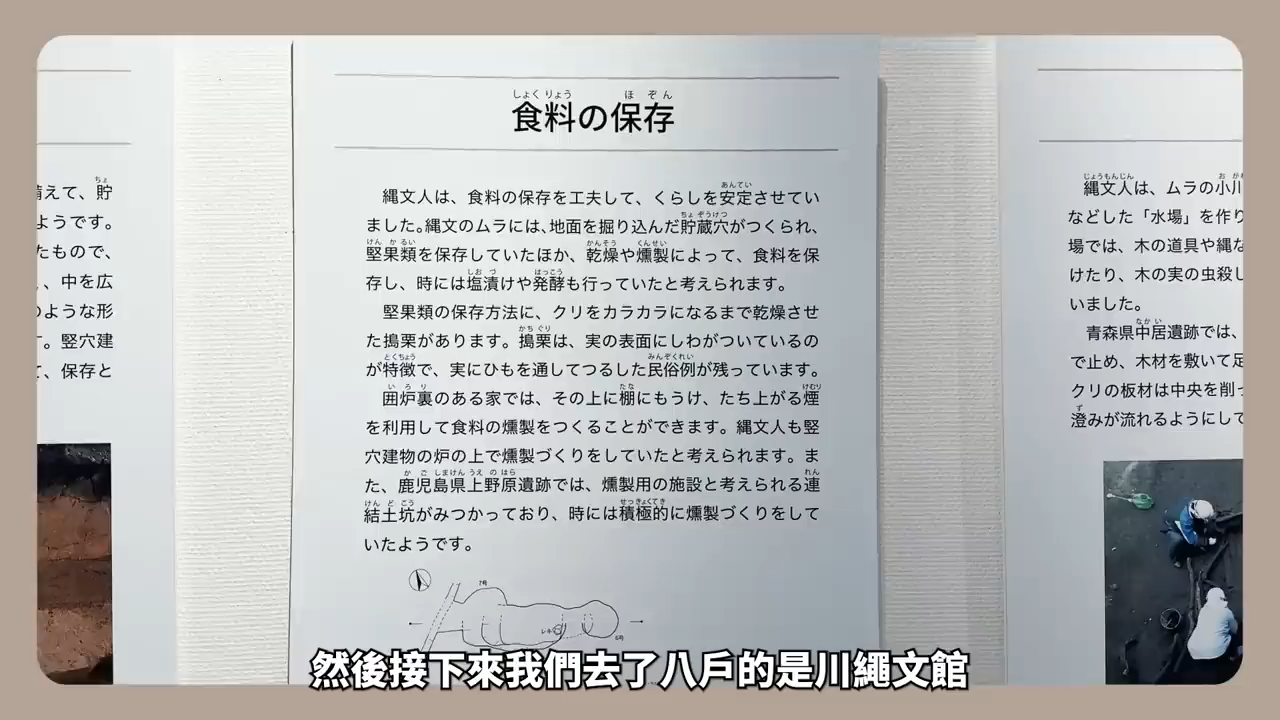 備えて、貯
ようです。
たもので、
、中を広
のような形
す。竪穴建
て、保存と
食料の保存
縄文人は、食料の保存を工夫して、くらしを安定させてい
ました。縄文のムラには、地面を掘り込んだ貯蔵穴がつくられ、
堅果類を保存していたほか、乾燥や燻製によって、食料を保
存し、時には塩漬けや発酵も行っていたと考えられます。
堅果類の保存方法に、クリをカラカラになるまで乾燥させ
た搗栗があります。搗栗は、実の表面にしわがついているの
が特徴で、実にひもを通してつるした民俗例が残っています。
囲炉裏のある家では、その上に棚にもうけ、たち上がる煙
を利用して食料の燻製をつくることができます。縄文人も竪
穴建物の炉の上で燻製づくりをしていたと考えられます。ま
た、鹿児島県上野原遺跡では、燻製用の施設と考えられる連
結土坑がみつかっており、時には積極的に燻製づくりをして
いたようです。
縄文人は、ムラの小川
などした「水場」を作り
場では、木の道具や縄な
けたり、木の実の虫殺し
いました。
青森県中居遺跡では、
で止め、木材を敷いて足
クリの板材は中央を削っ
澄みが流れるようにして
然後接下來我們去了八戶的是川繩文館